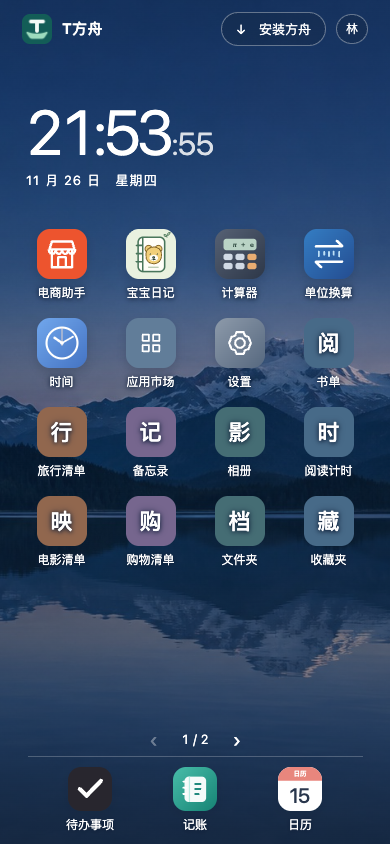 T方舟
安装方舟
林
21:53:55
11 月 26 日 星期四
电商助手 宝宝日记 计算器 单位换算
阅
时间 应用市场 设置 书单
行 记 影 时
旅行清单 备忘录 相册 阅读计时
映 购 档 藏
电影清单 购物清单 文件夹 收藏夹
1 / 2
日历
15
待办事项 记账 日历